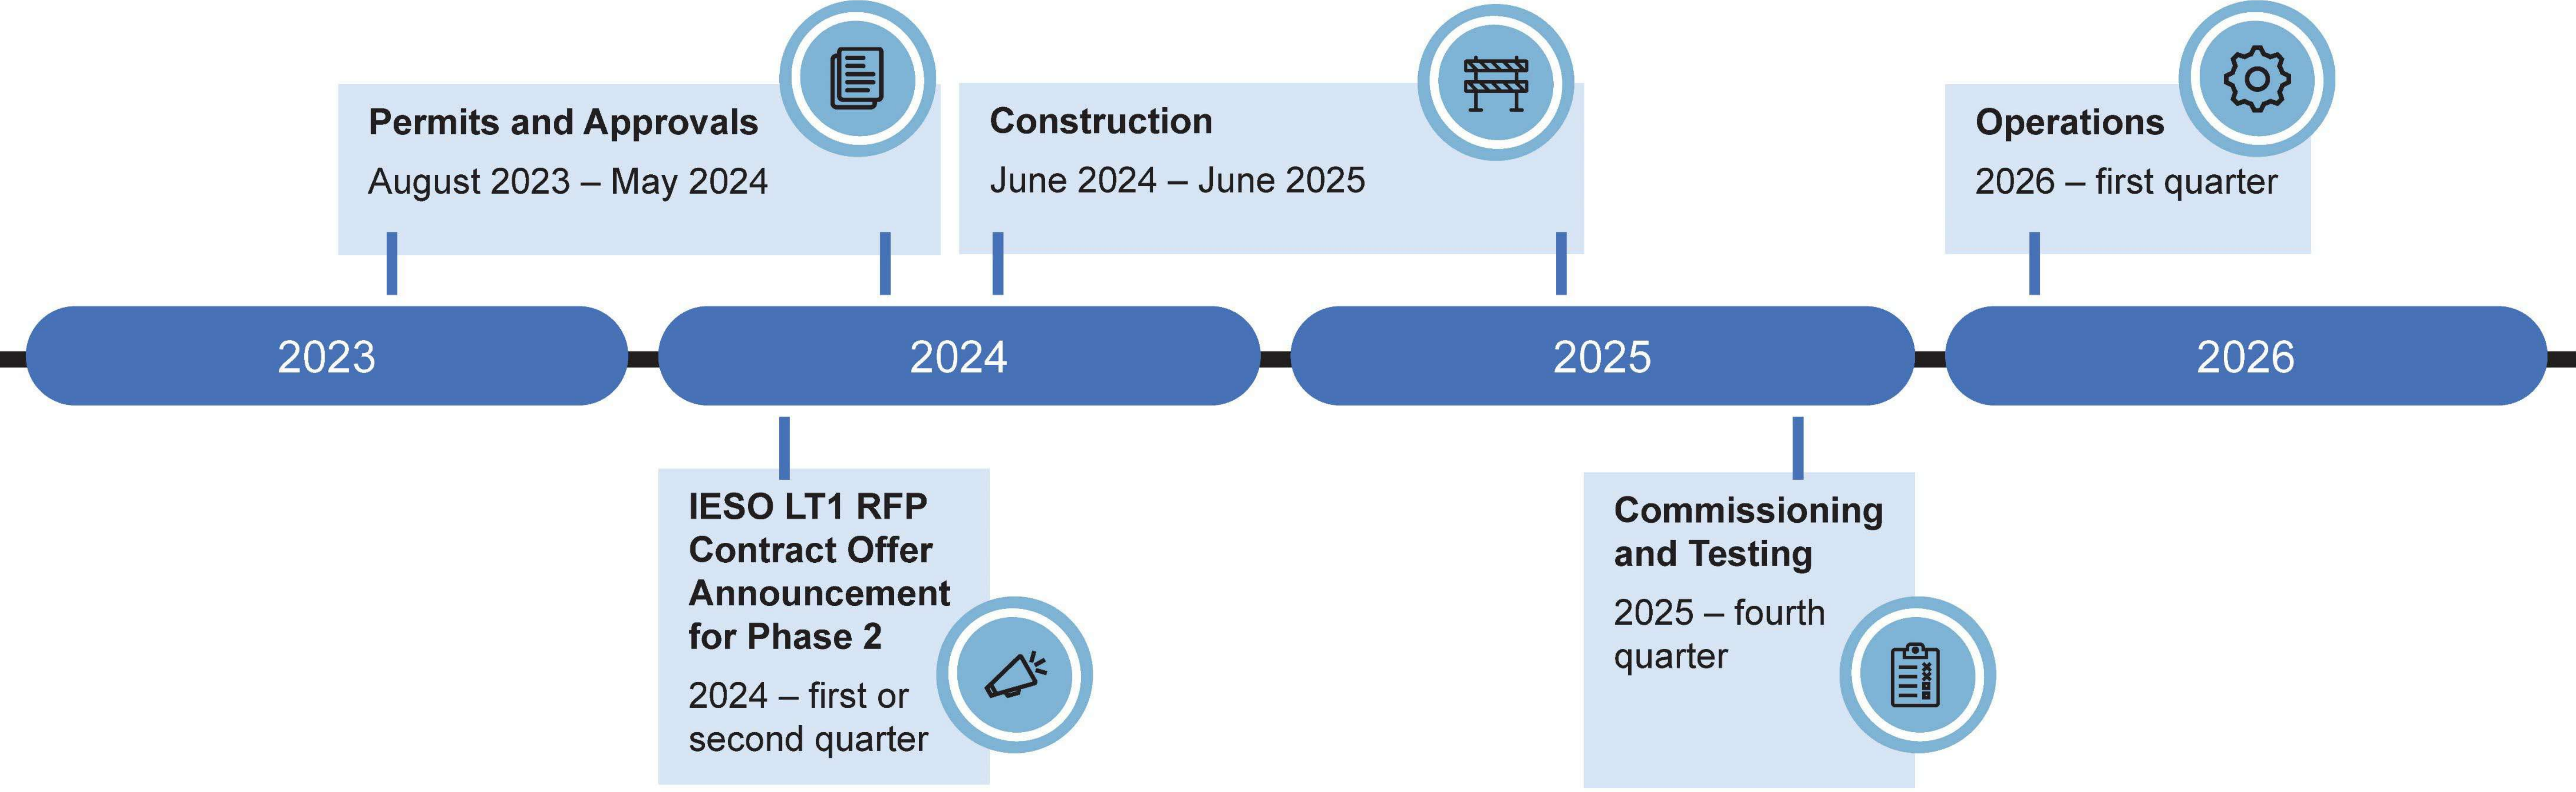 Permits and Approvals
August 2023 – May 2024
Construction
June 2024 – June 2025
Operations
2026 – first quarter
2023
2024
2025
2026
IESO LT1 RFP
Contract Offer
Announcement
for Phase 2
2024 – first or
second quarter
Commissioning
and Testing
2025 – fourth
quarter